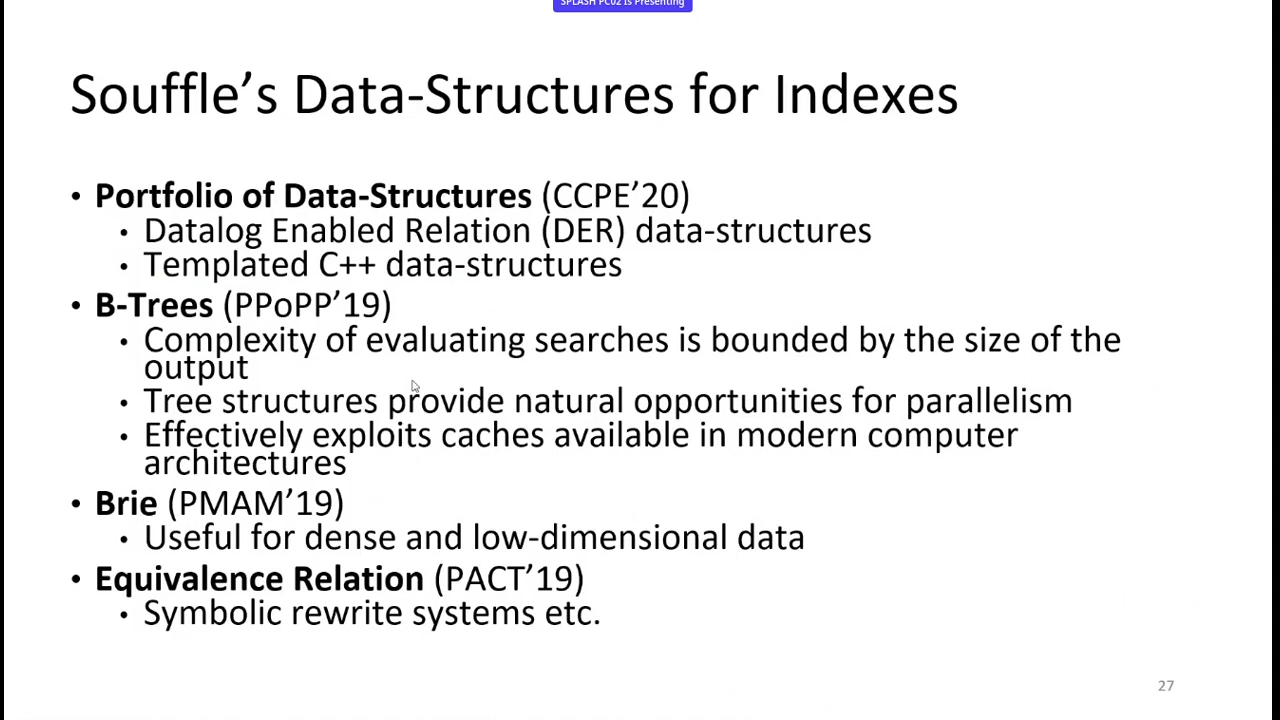 SPLASH PC02 is Presenting
Souffle’s Data-Structures for Indexes
• Portfolio of Data-Structures (CCPE’20)
• Datalog Enabled Relation (DER) data-structures
• Templated C++ data-structures
• B-Trees (PPoPP’19)
• Complexity of evaluating searches is bounded by the size of the
output
• Tree structures provide natural opportunities for parallelism
• Effectively exploits caches available in modern computer
architectures
• Brie (PMAM’19)
• Useful for dense and low-dimensional data
• Equivalence Relation (PACT’19)
• Symbolic rewrite systems etc.
27